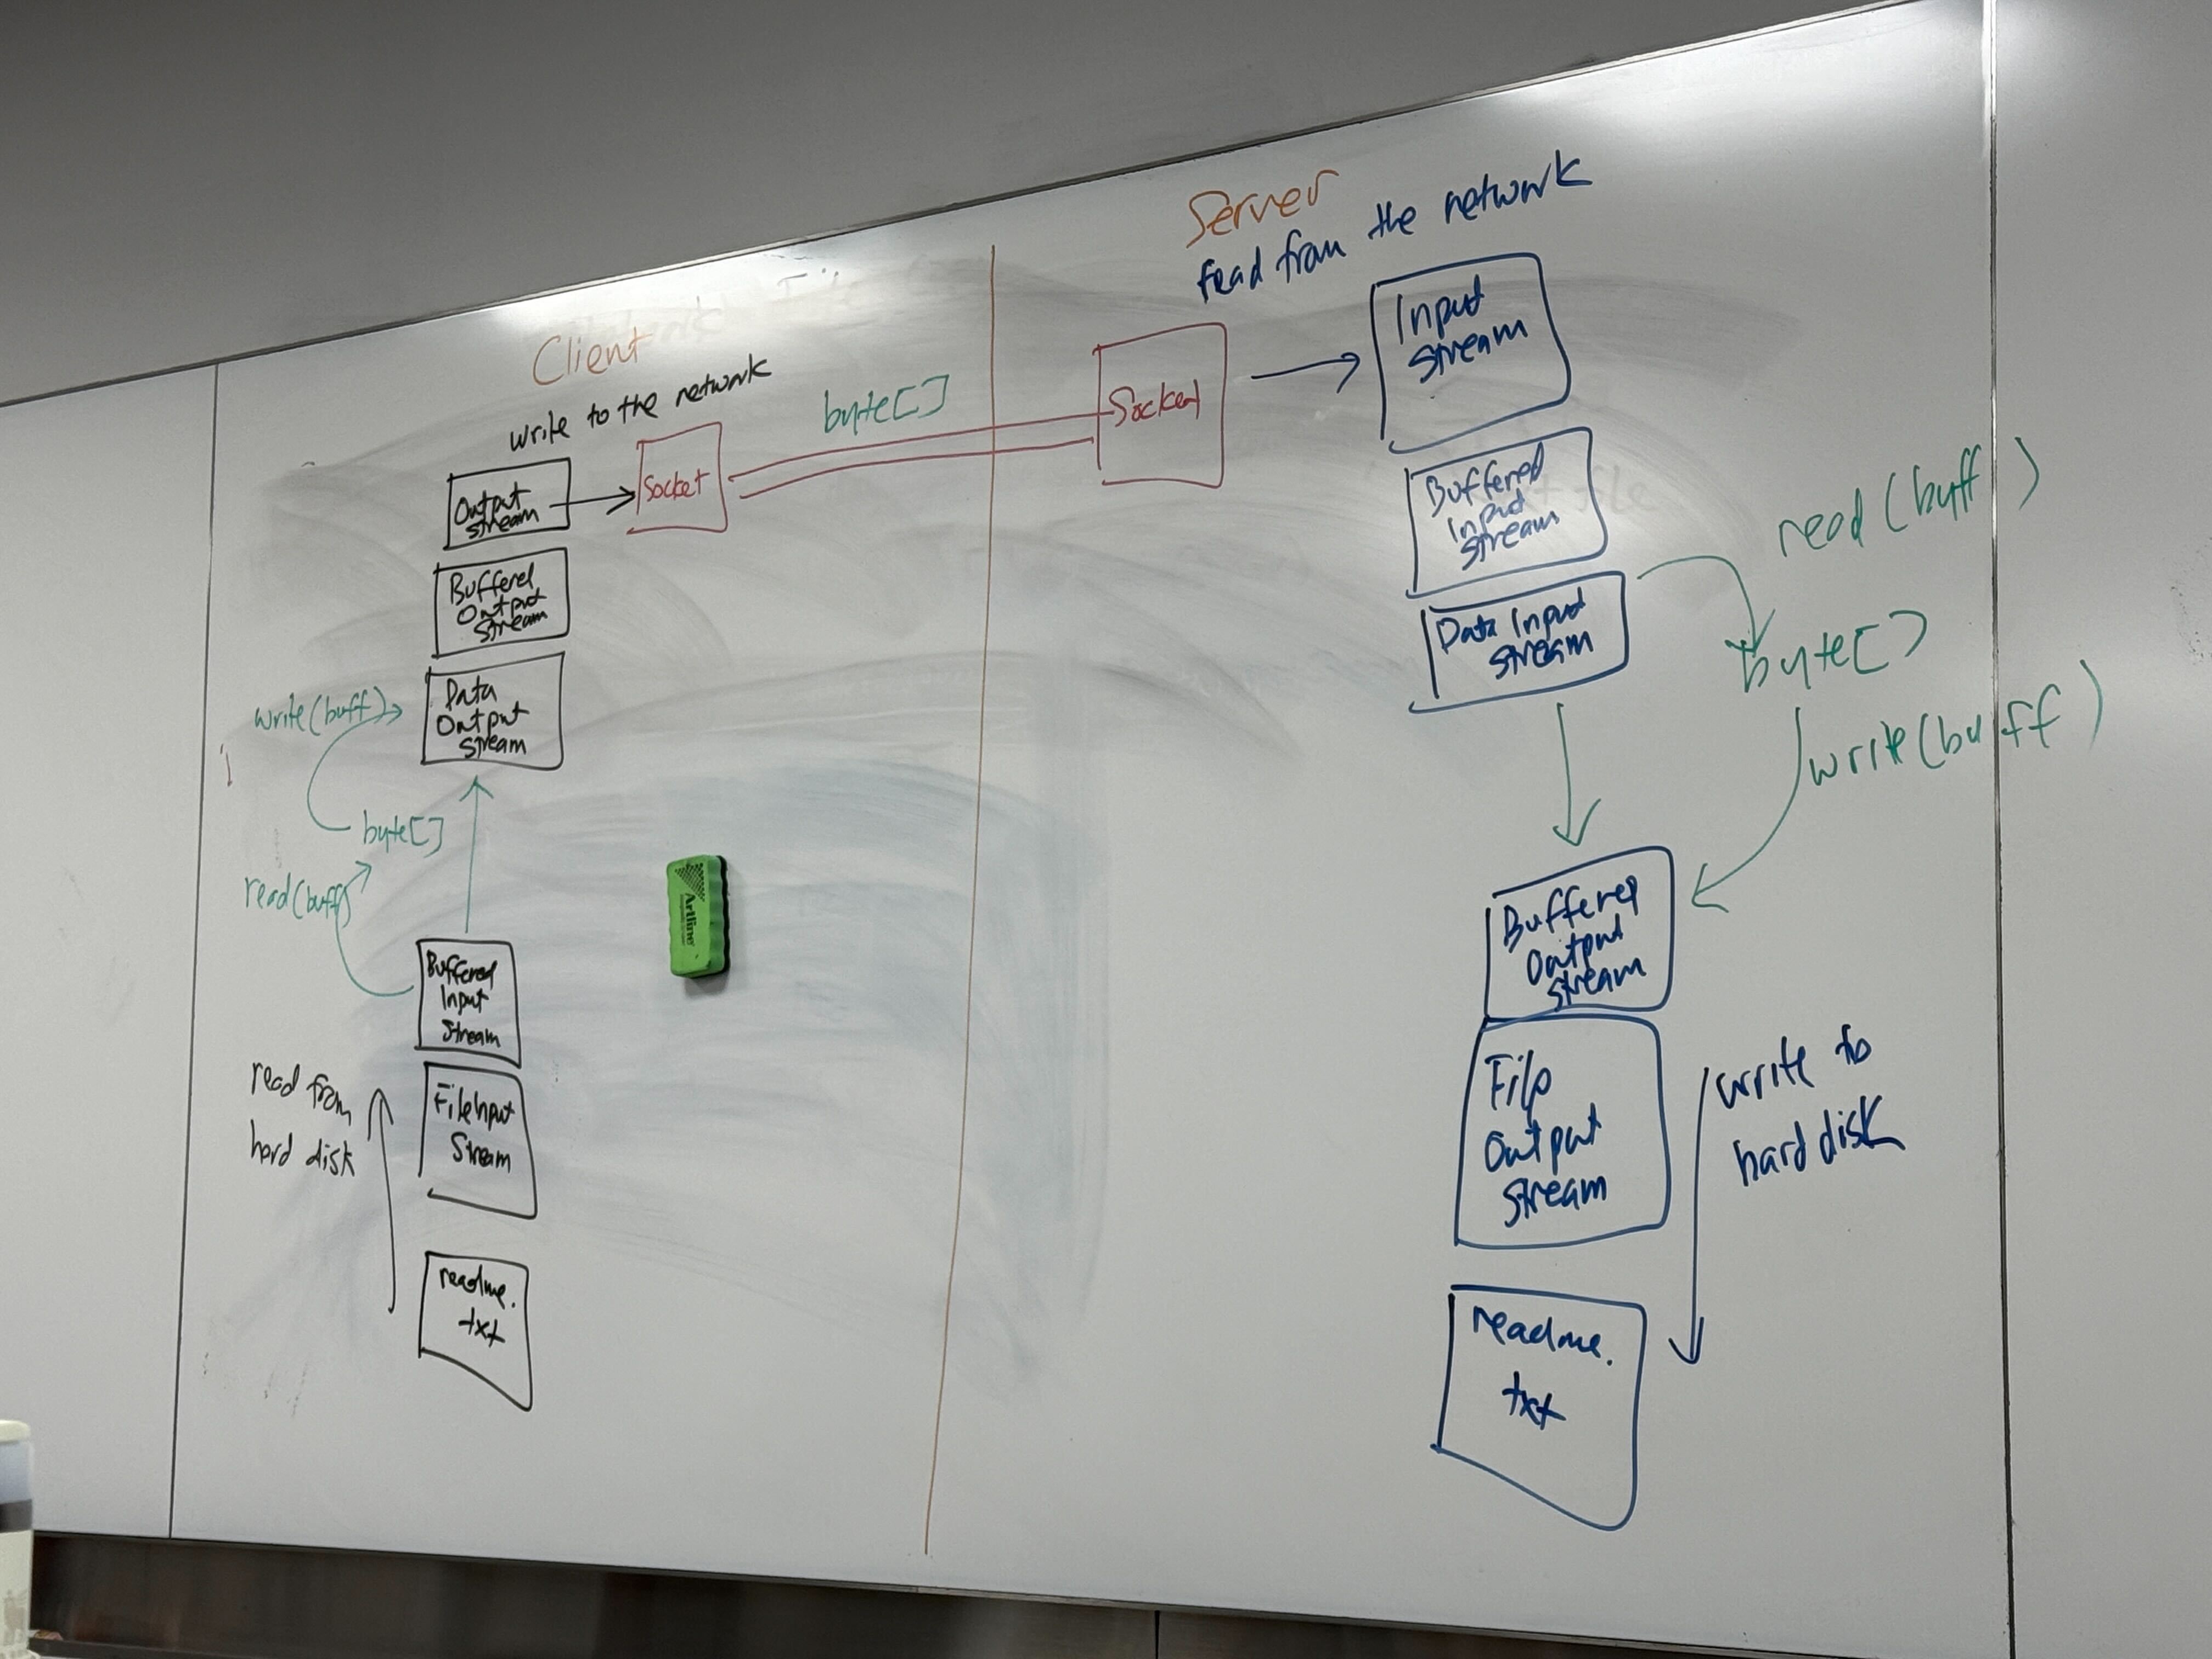 Client
write to the network
Output
stream
Socket
byte[]
Buffered
Output
stream
Data
Output
stream
write(buff)
byte[]
read(buff)
Buffered
Input
Stream
read from
hard disk
FileInput
Stream
readme.
txt
Artline
Server
read from the network
Socket
Input
stream
Buffered
Input
stream
Data Input
stream
read(buff)
byte[]
write(buff)
Buffered
Output
stream
File
Output
stream
write to
hard disk
readme.
txt